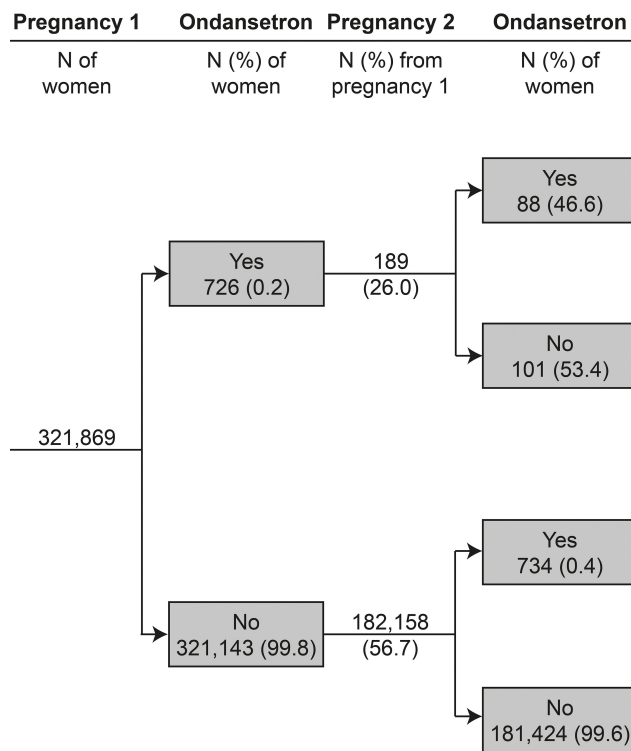 Pregnancy 1 Ondansetron Pregnancy 2 Ondansetron
N of women
N (%) of women
N (%) from pregnancy 1
N (%) of women
Yes
88 (46.6)
Yes
726 (0.2)
189
(26.0)
No
101 (53.4)
321,869
Yes
734 (0.4)
No
321,143 (99.8)
182,158
(56.7)
No
181,424 (99.6)